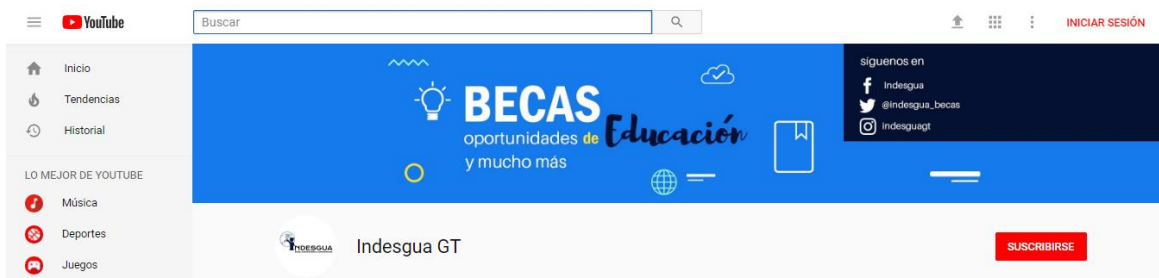 YouTube
Buscar
INICIAR SESIÓN
Inicio
Tendencias
Historial
LO MEJOR DE YOUTUBE
Música
Deportes
Juegos
BECAS
oportunidades de Educación
y mucho más
síguenos en
Indesgua
@indesgua_becas
Indesguagt
INDESGUA
Indesgua GT
SUSCRIBIRSE